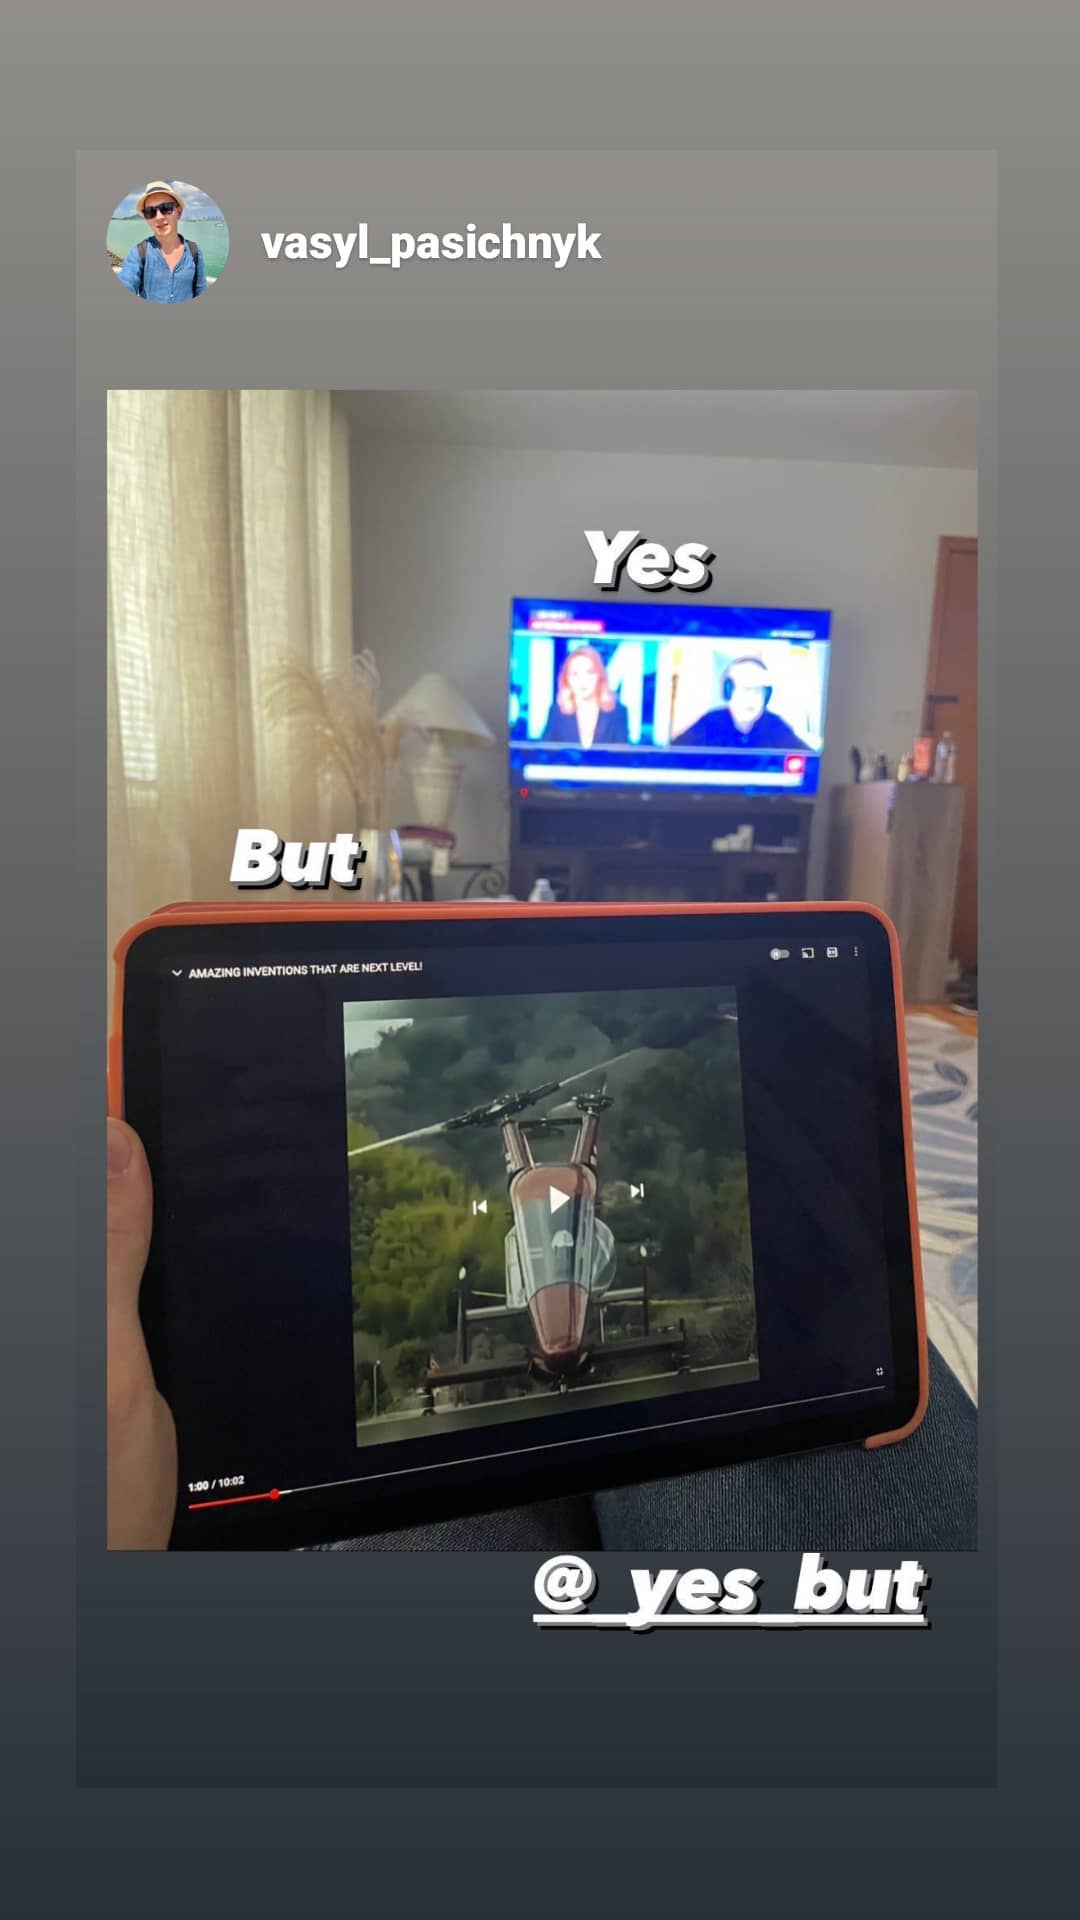 vasyl_pasichnyk
Yes
But
AMAZING INVENTIONS THAT ARE NEXT LEVEL!
1:00 / 10:02
@_yes_but